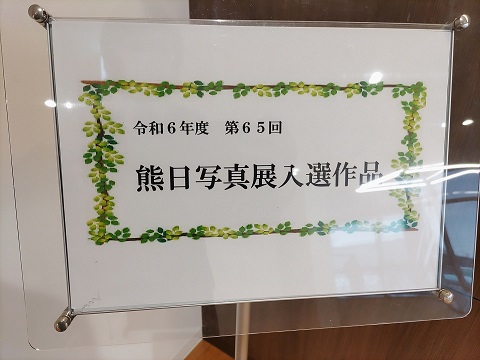 令和６年度　第６５回
熊日写真展入選作品